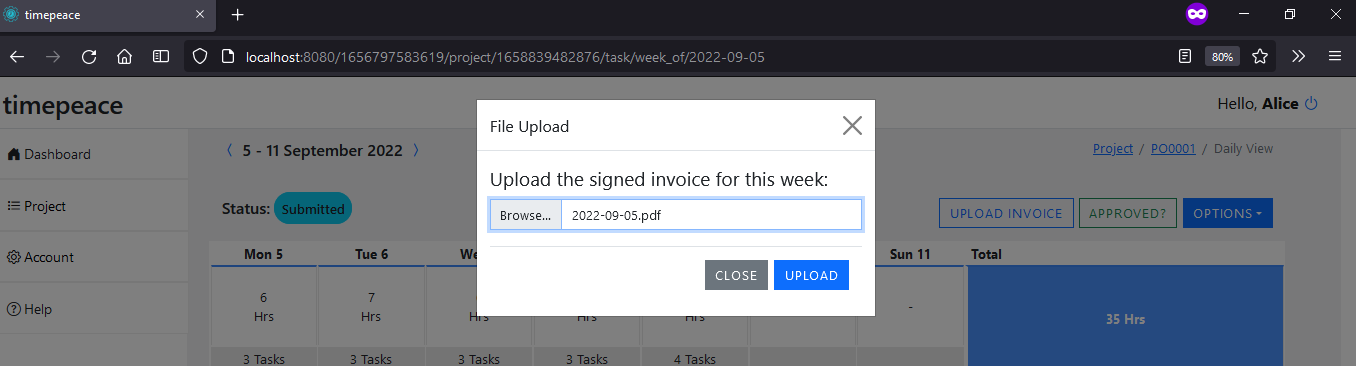 timepeace
localhost:8080/1656797583619/project/1658839482876/task/week_of/2022-09-05
80%
timepeace
Hello, Alice
Dashboard
Project
Account
Help
5 - 11 September 2022
Project / PO0001 / Daily View
Status: Submitted
UPLOAD INVOICE
APPROVED?
OPTIONS
File Upload
Upload the signed invoice for this week:
Browse... 2022-09-05.pdf
CLOSE UPLOAD
Mon 5 Tue 6 Sun 11 Total
6 7 - 35 Hrs
Hrs Hrs Hrs Hrs Hrs
3 Tasks 3 Tasks 3 Tasks 3 Tasks 4 Tasks